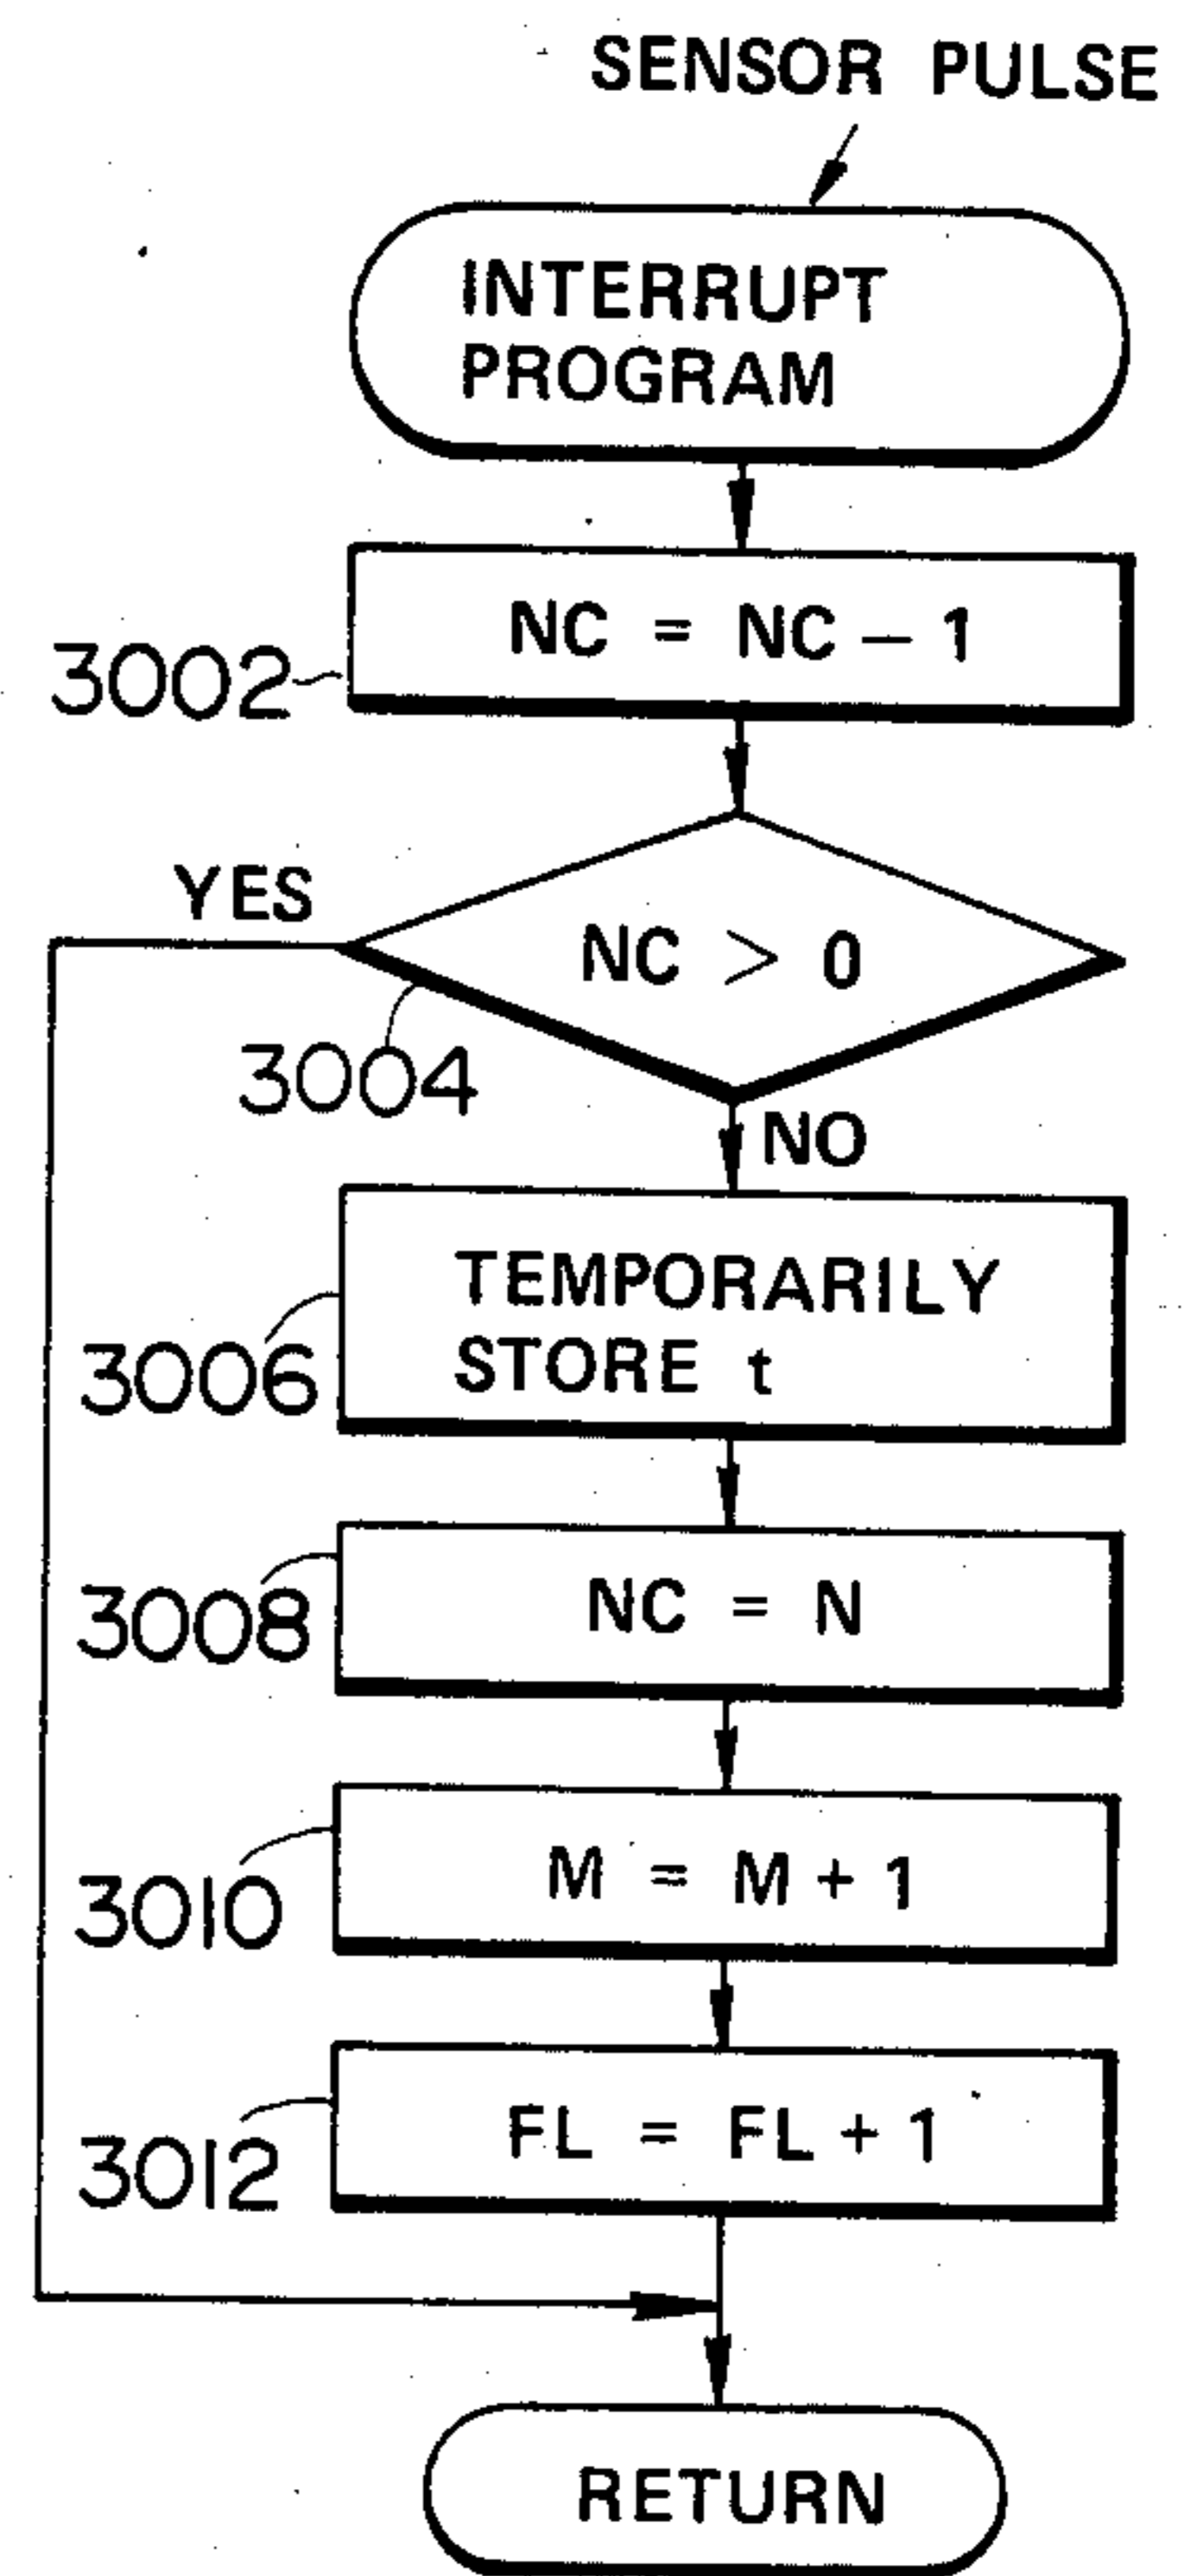 SENSOR PULSE
INTERRUPT
PROGRAM
NC = NC - 1
3002
YES
NC > 0
3004
NO
TEMPORARILY
STORE t
3006
NC = N
3008
M = M + 1
3010
FL = FL + 1
3012
RETURN